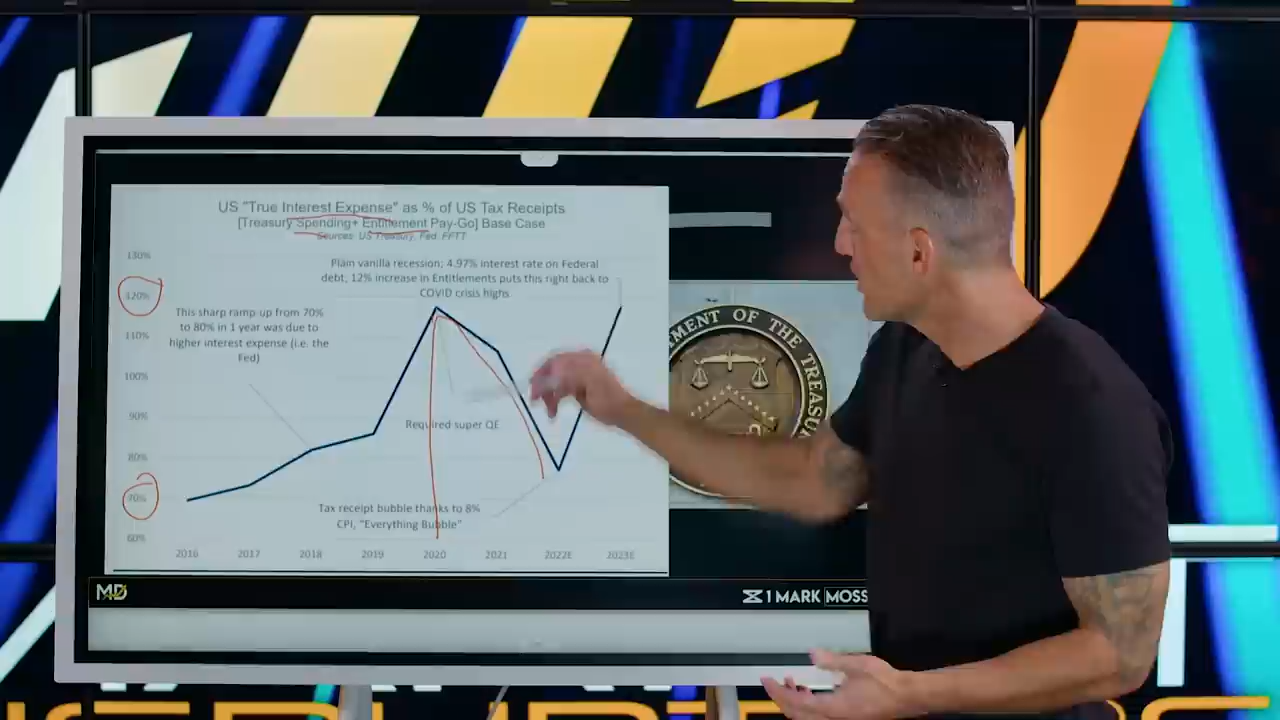 US "True Interest Expense" as % of US Tax Receipts
[Treasury Spending+ Entitlement Pay-Go] Base Case
Sources: US Treasury, Fed, FFTT
130%
120%
110%
100%
90%
80%
70%
60%
Plain vanilla recession; 4.97% interest rate on Federal
debt; 12% increase in Entitlements puts this right back to
COVID crisis highs
This sharp ramp up from 70%
to 80% in 1 year was due to
higher interest expense (i.e. the
Fed)
Required super QE
Tax receipt bubble thanks to 8%
CPI, "Everything Bubble"
2016 2017 2018 2019 2020 2021 2022E 2023E
MENT OF THE TREASU
MD
1 MARK MOSS